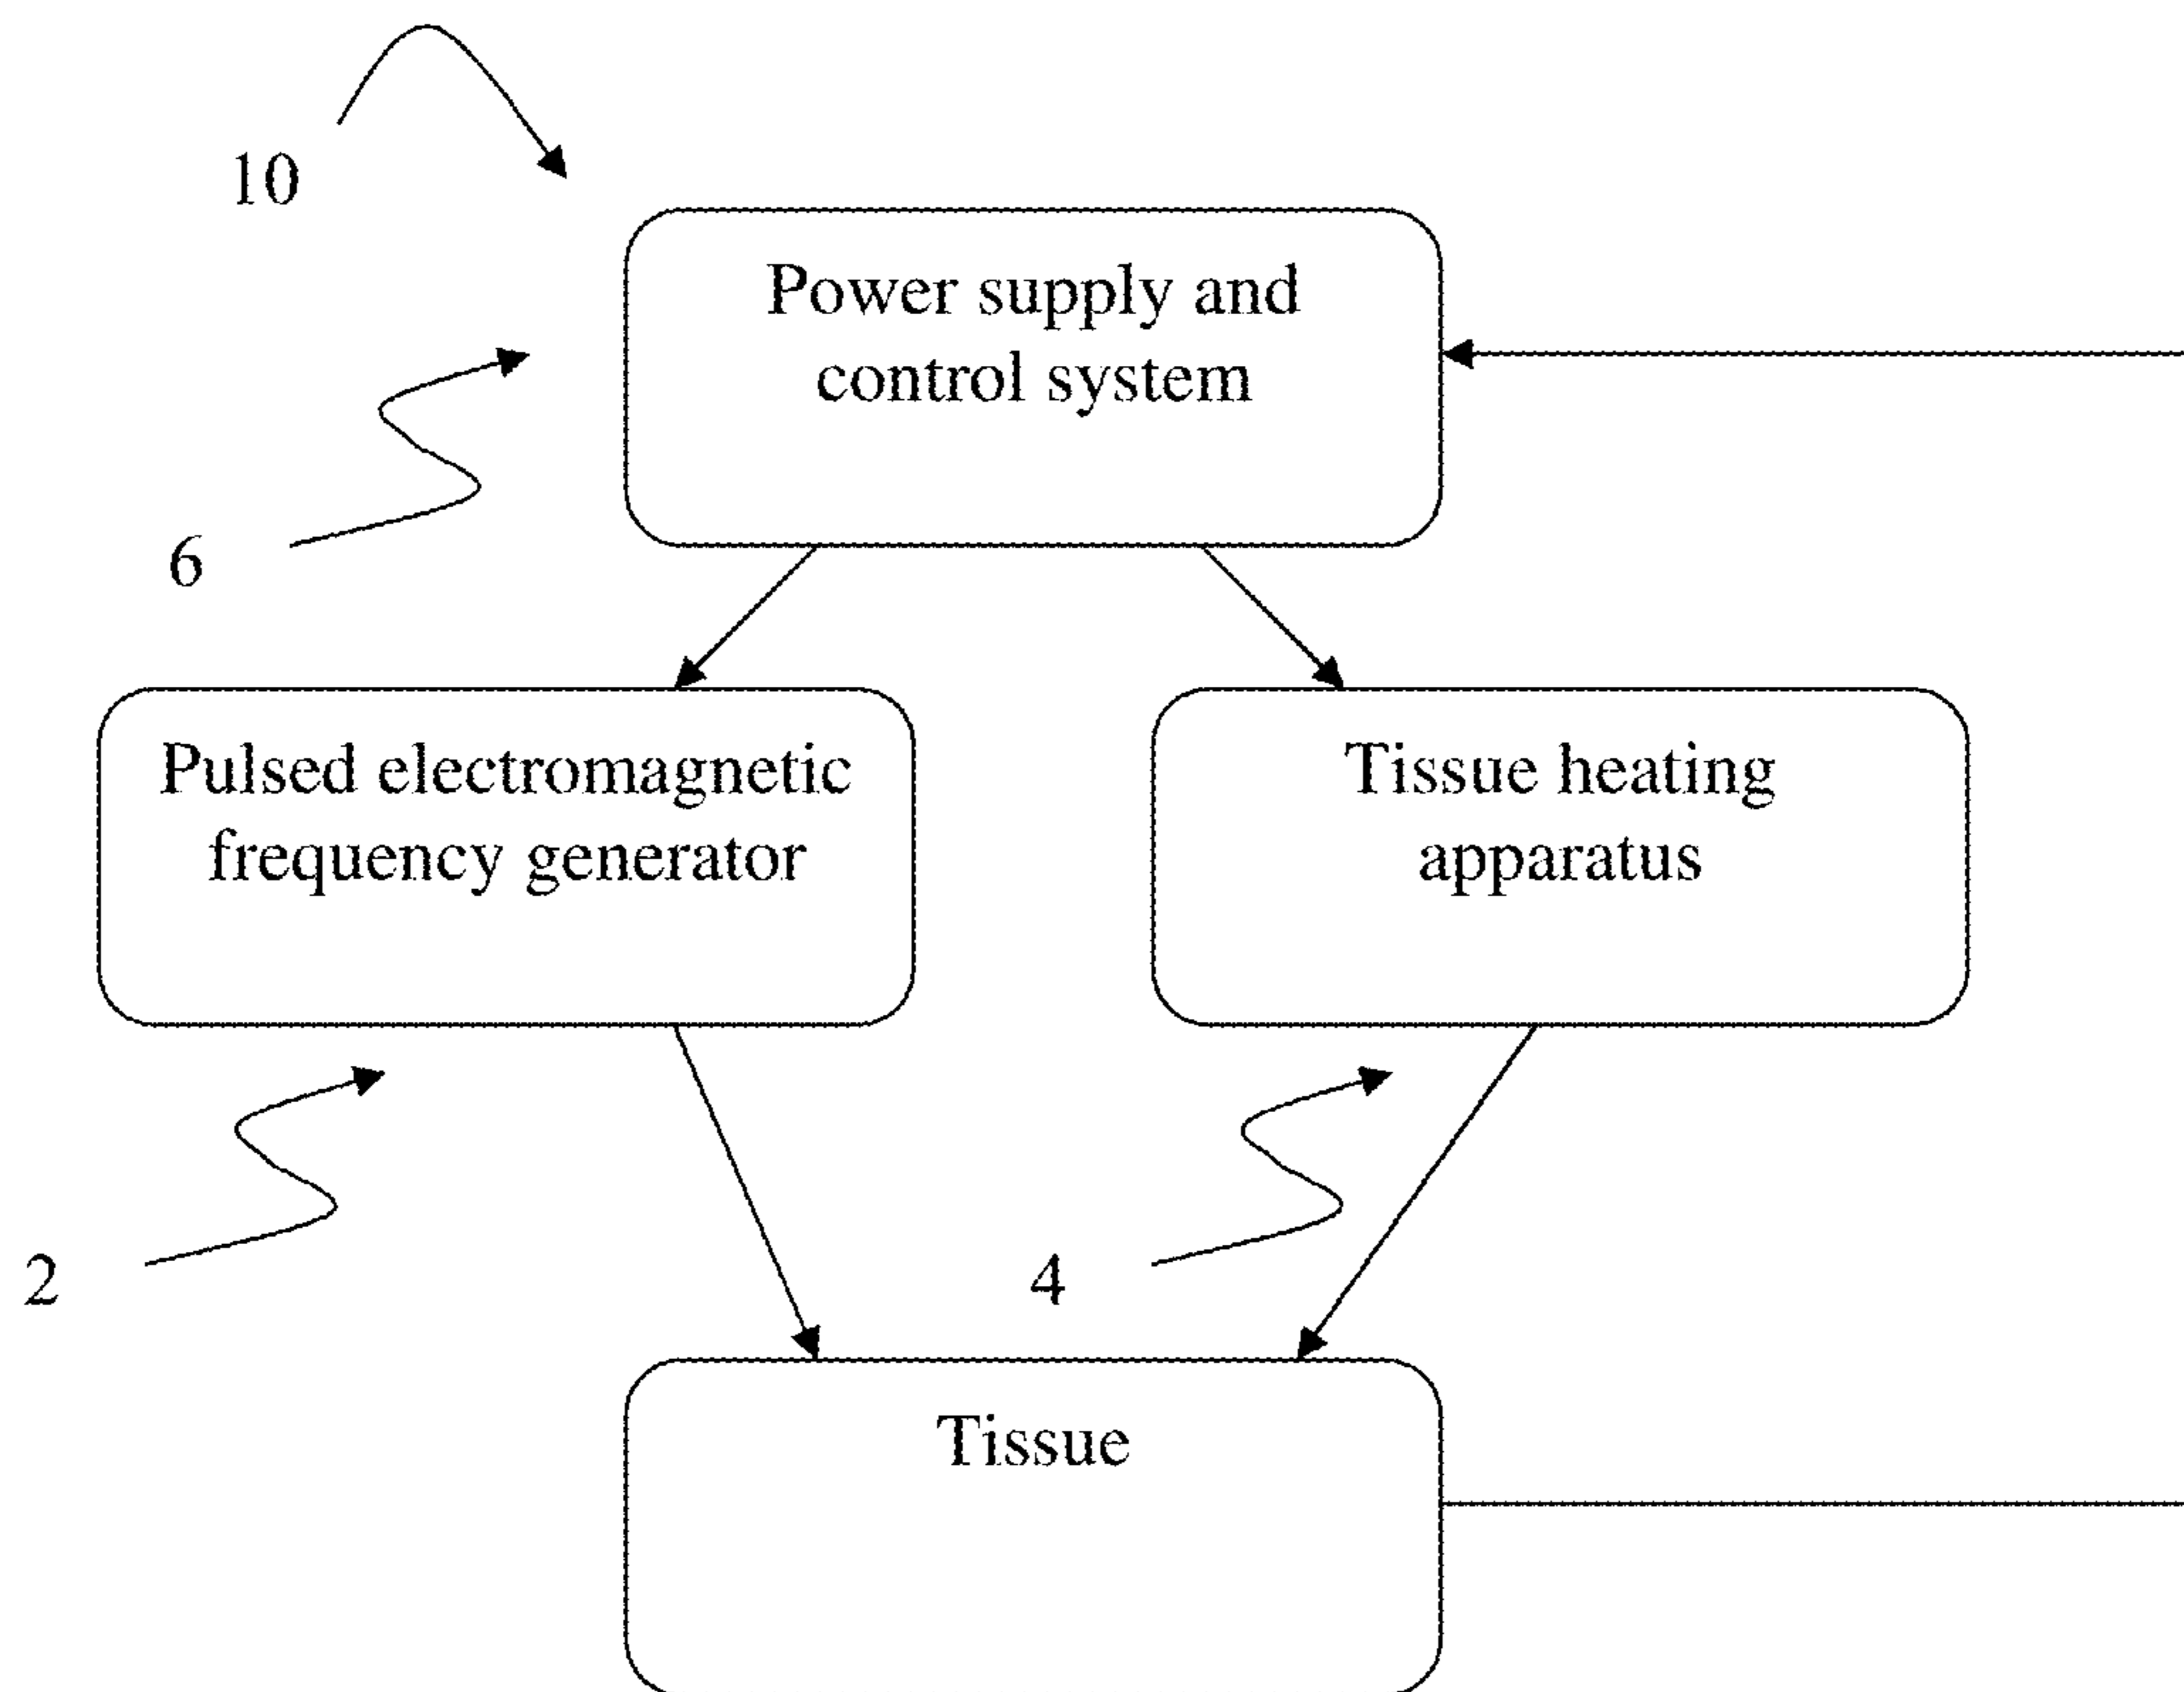 10
Power supply and
control system
6
Pulsed electromagnetic
frequency generator
Tissue heating
apparatus
2
4
Tissue